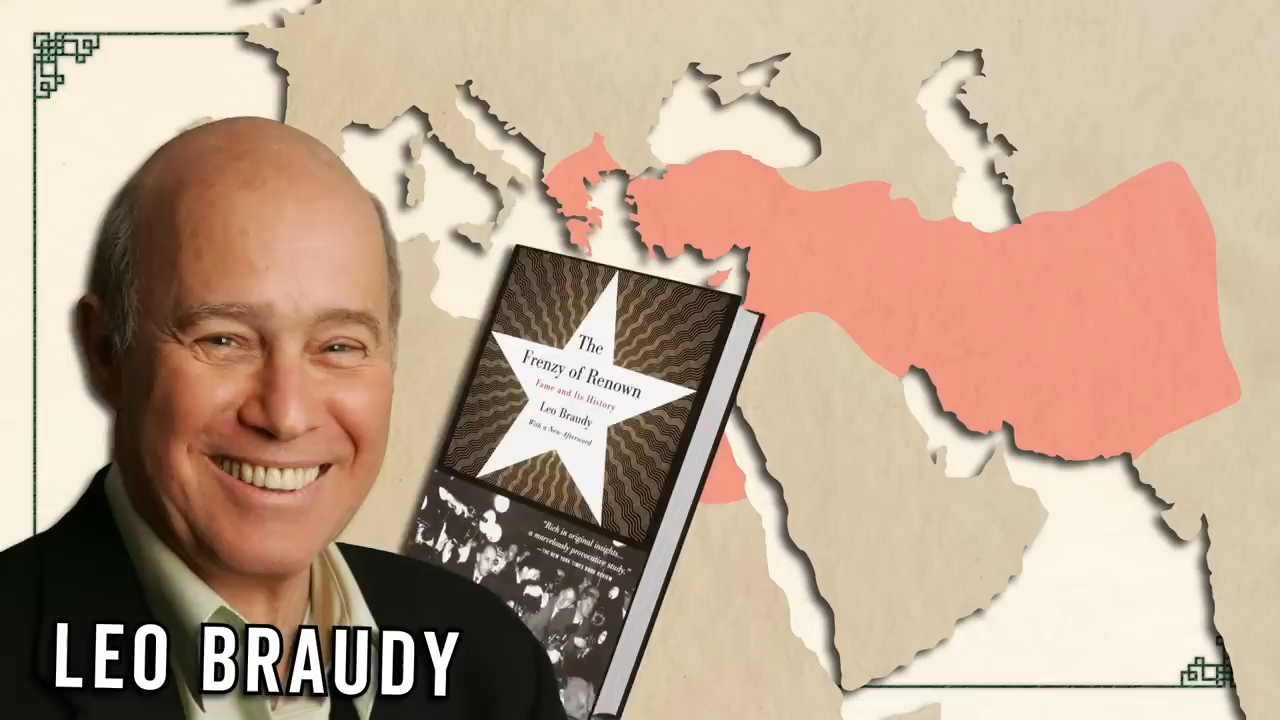 The
Frenzy of Renown
Fame and Its History
Leo Braudy
With a New Afterword
"Rich in original insights...
a marvelously provocative study."
—THE NEW YORK TIMES BOOK REVIEW
LEO BRAUDY